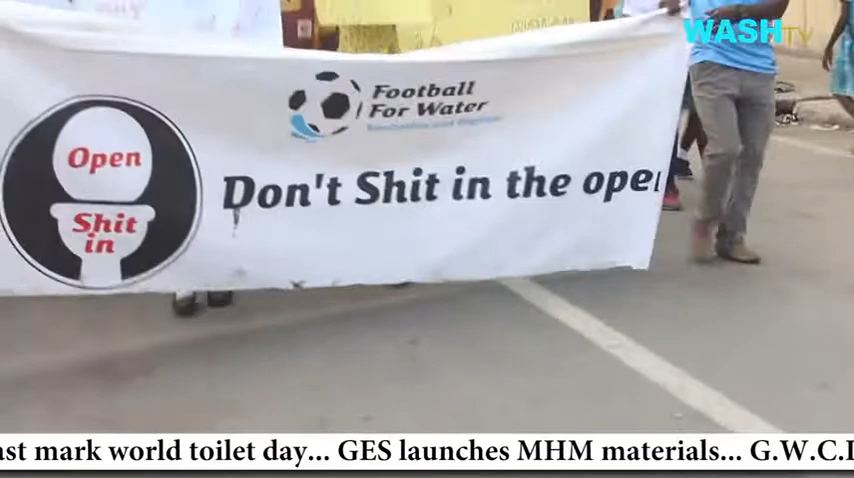 WASHTV
Football
For Water
Open
Shit
in
Don't Shit in the ope
ast mark world toilet day... GES launches MHM materials... G.W.C.L